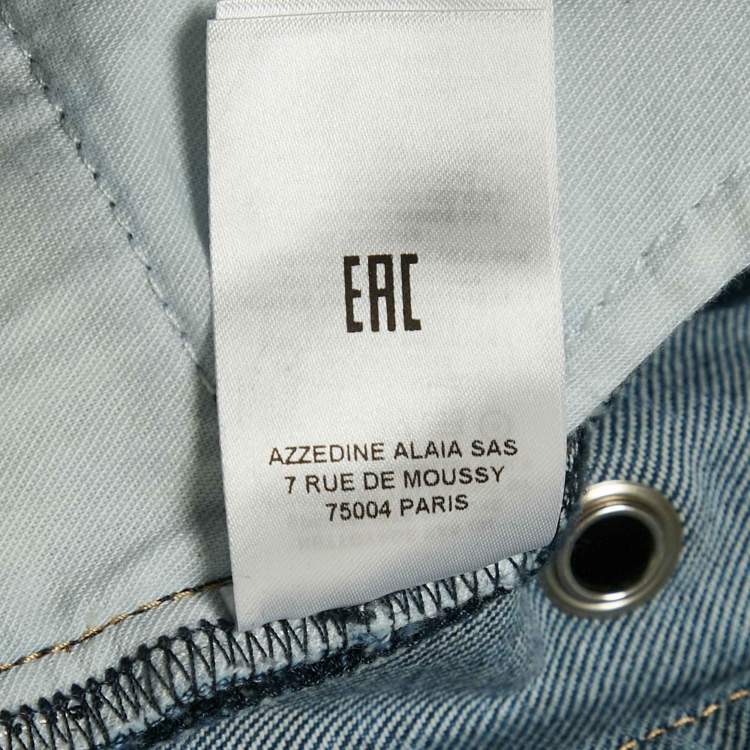 EAC
AZZEDINE ALAIA SAS
7 RUE DE MOUSSY
75004 PARIS